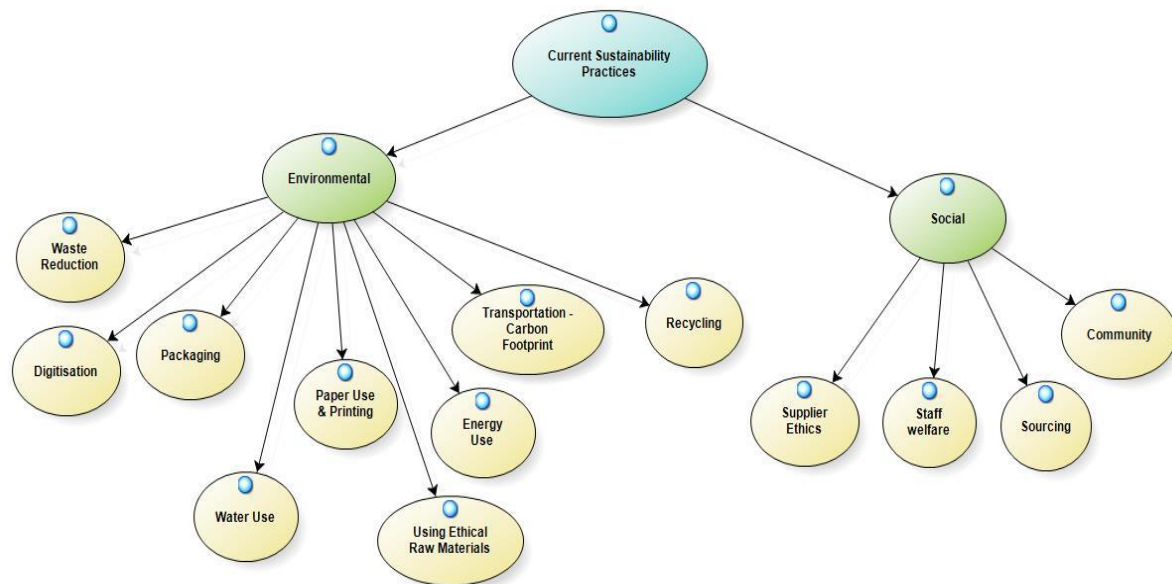 Current Sustainability
Practices
Environmental
Social
Waste
Reduction
Digitisation
Packaging
Water Use
Paper Use
& Printing
Using Ethical
Raw Materials
Energy
Use
Transportation -
Carbon
Footprint
Recycling
Supplier
Ethics
Staff
welfare
Sourcing
Community